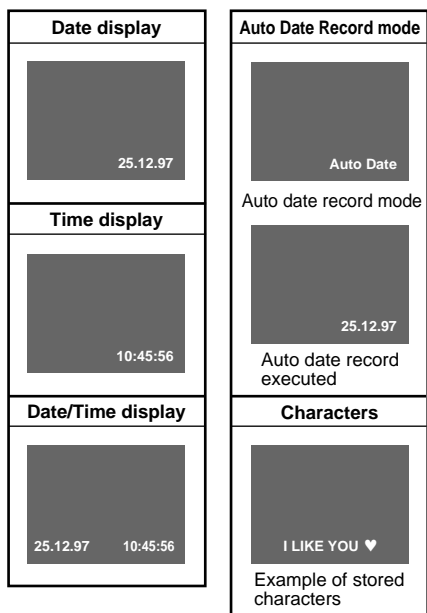 Date display
25.12.97
Time display
10:45:56
Date/Time display
25.12.97 10:45:56
Auto Date Record mode
Auto Date
Auto date record mode
25.12.97
Auto date record
executed
Characters
I LIKE YOU ♥
Example of stored
characters